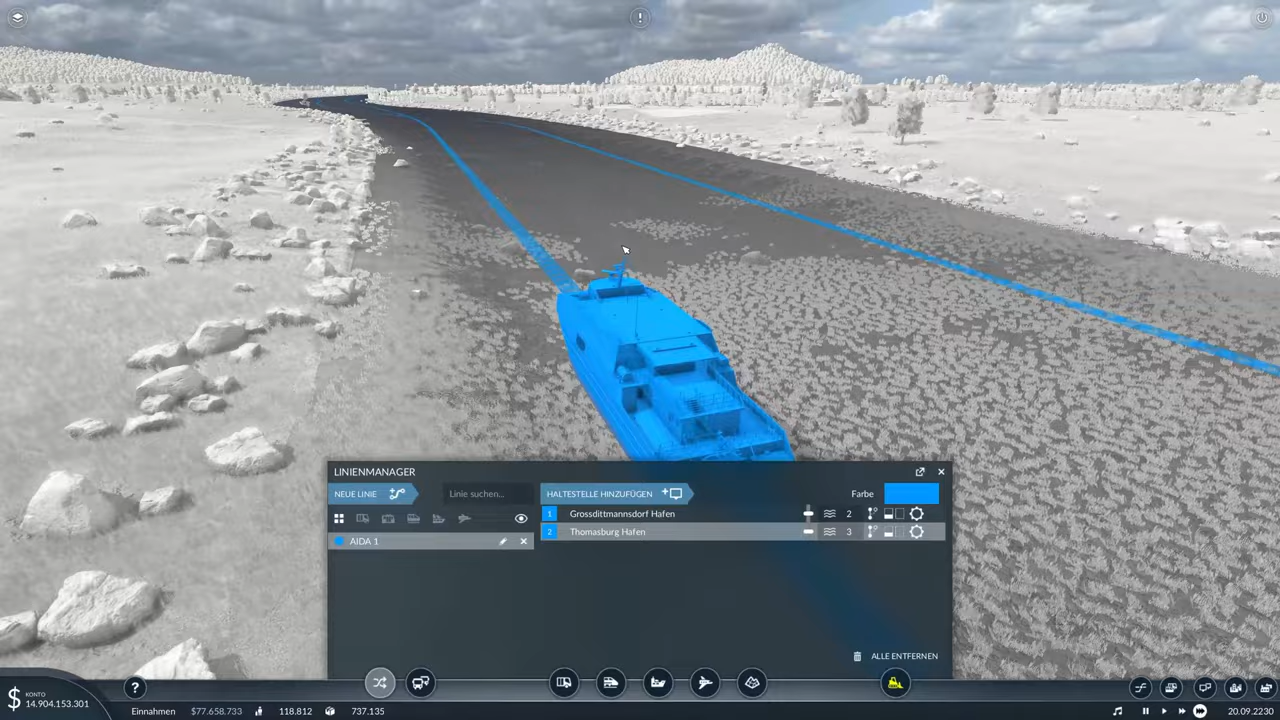 LINIENMANAGER
NEUE LINIE
Linie suchen...
HALTESTELLE HINZUFÜGEN
Farbe
1 Grossdittmannsdorf Hafen 2
2 Thomasburg Hafen 3
AIDA 1
ALLE ENTFERNEN
KONTO
$ 14.904.153.301
Einnahmen $77.658.733 118.812 737.135
20.09.2230